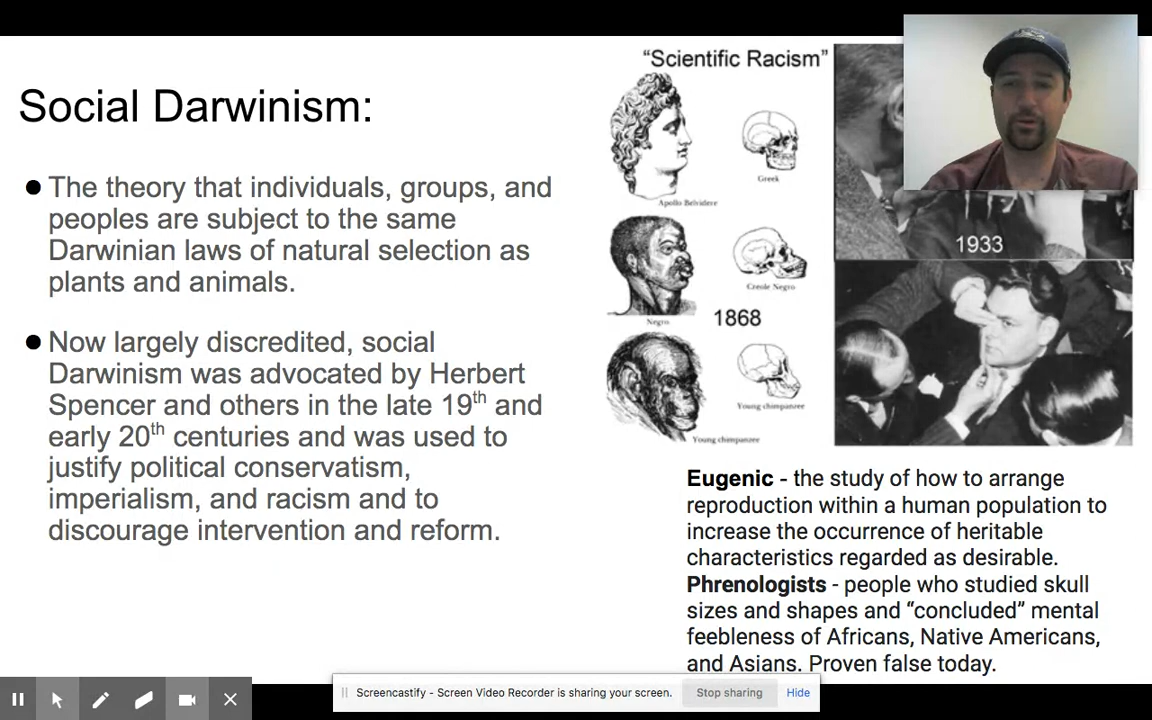 Social Darwinism:
● The theory that individuals, groups, and
peoples are subject to the same
Darwinian laws of natural selection as
plants and animals.
● Now largely discredited, social
Darwinism was advocated by Herbert
Spencer and others in the late 19th and
early 20th centuries and was used to
justify political conservatism,
imperialism, and racism and to
discourage intervention and reform.
“Scientific Racism”
Greek
Apollo Belvidere
Creole Negro
Negro
1868
Young chimpanzee
Young chimpanzee
1933
Eugenic - the study of how to arrange
reproduction within a human population to
increase the occurrence of heritable
characteristics regarded as desirable.
Phrenologists - people who studied skull
sizes and shapes and “concluded” mental
feebleness of Africans, Native Americans,
and Asians. Proven false today.
Screencastify - Screen Video Recorder is sharing your screen.
Stop sharing
Hide